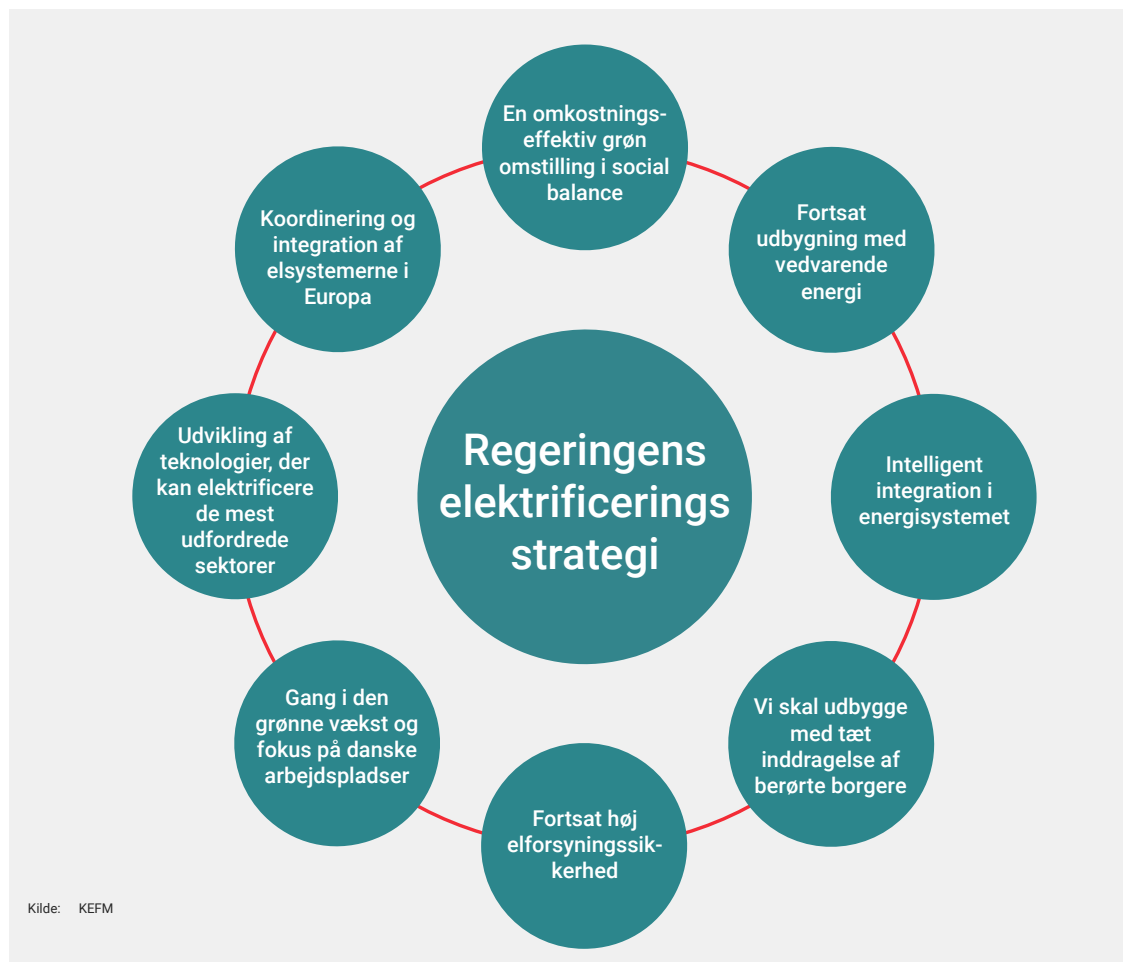 En omkostnings-
effektiv grøn
omstilling i social
balance
Fortsat
udbygning med
vedvarende
energi
Intelligent
integration i
energisystemet
Vi skal udbygge
med tæt
inddragelse af
berørte borgere
Fortsat høj
elforsyningssik-
kerhed
Gang i den
grønne vækst og
fokus på danske
arbejdspladser
Udvikling af
teknologier, der
kan elektrificere
de mest
udfordrede
sektorer
Koordinering og
integration af
elsystemerne i
Europa
Regeringens
elektrificerings
strategi
Kilde: KEFM